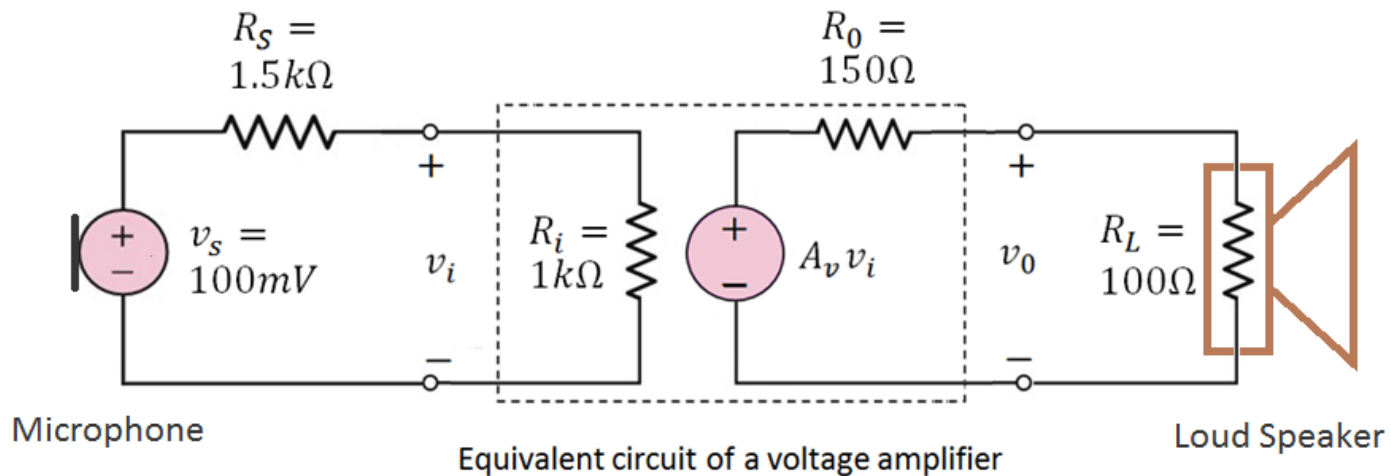 R_S =
1.5kΩ
R_0 =
150Ω
+
+
+
−
v_s =
100mV
v_i
R_i =
1kΩ
+
−
A_v v_i
v_0
R_L =
100Ω
−
−
Microphone
Loud Speaker
Equivalent circuit of a voltage amplifier